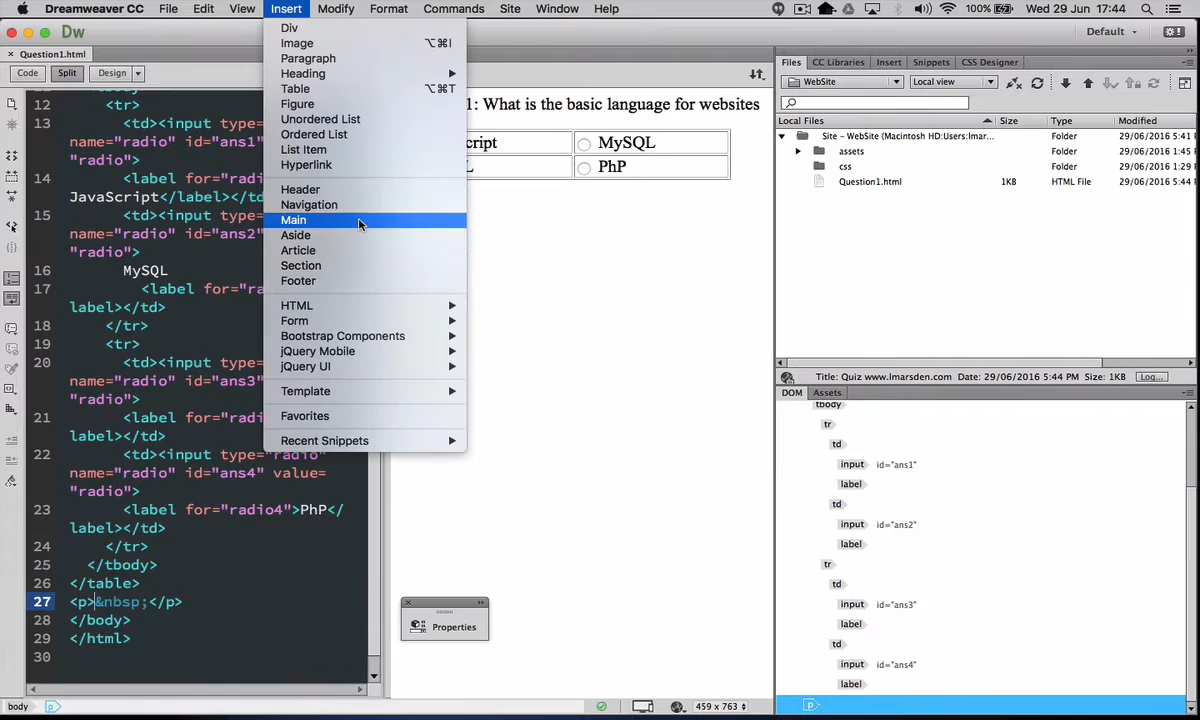 Dreamweaver CC File Edit View Insert Modify Format Commands Site Window Help 100% Wed 29 Jun 17:44
Dw Default
× Question1.html
Code Split Design
12 <tr>
13 <td><input type=
name="radio" id="ans1"
"radio">
14 <label for="rad
JavaScript</label></td
15 <td><input type=
name="radio" id="ans2"
"radio">
16 MySQL
17 <label for="ra
label></td>
18 </tr>
19 <tr>
20 <td><input type=
name="radio" id="ans3"
"radio">
21 <label for="rad
label></td>
22 <td><input type="radio"
name="radio" id="ans4" value=
"radio">
23 <label for="radio4">PhP</
label></td>
24 </tr>
25 </tbody>
26 </table>
27 <p>&nbsp;</p>
28 </body>
29 </html>
30
body p
Div
Image ⌥⌘I
Paragraph
Heading
Table ⌥⌘T
Figure
Unordered List
Ordered List
List Item
Hyperlink
Header
Navigation
Main
Aside
Article
Section
Footer
HTML
Form
Bootstrap Components
jQuery Mobile
jQuery UI
Template
Favorites
Recent Snippets
1: What is the basic language for websites
cript MySQL
L PhP
Properties
459 x 763
Files CC Libraries Insert Snippets CSS Designer
WebSite Local view
Local Files Size Type Modified
Site - WebSite (Macintosh HD:Users:lmar... Folder 29/06/2016 5:44
assets Folder 29/06/2016 1:45
css Folder 29/06/2016 5:44
Question1.html 1KB HTML File 29/06/2016 5:44
Title: Quiz www.lmarsden.com Date: 29/06/2016 5:44 PM Size: 1KB Log...
DOM Assets
tbody
tr
td
input id="ans1"
label
td
input id="ans2"
label
tr
td
input id="ans3"
label
td
input id="ans4"
label
p